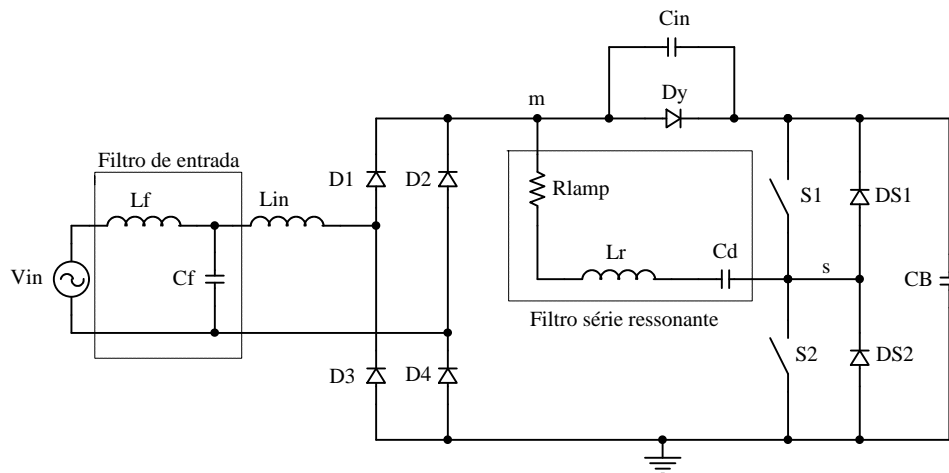 Cin
Dy
m
Filtro de entrada
Lf
Lin
D1
D2
Rlamp
S1
DS1
Vin
Cf
Lr
Cd
s
CB
Filtro série ressonante
D3
D4
S2
DS2